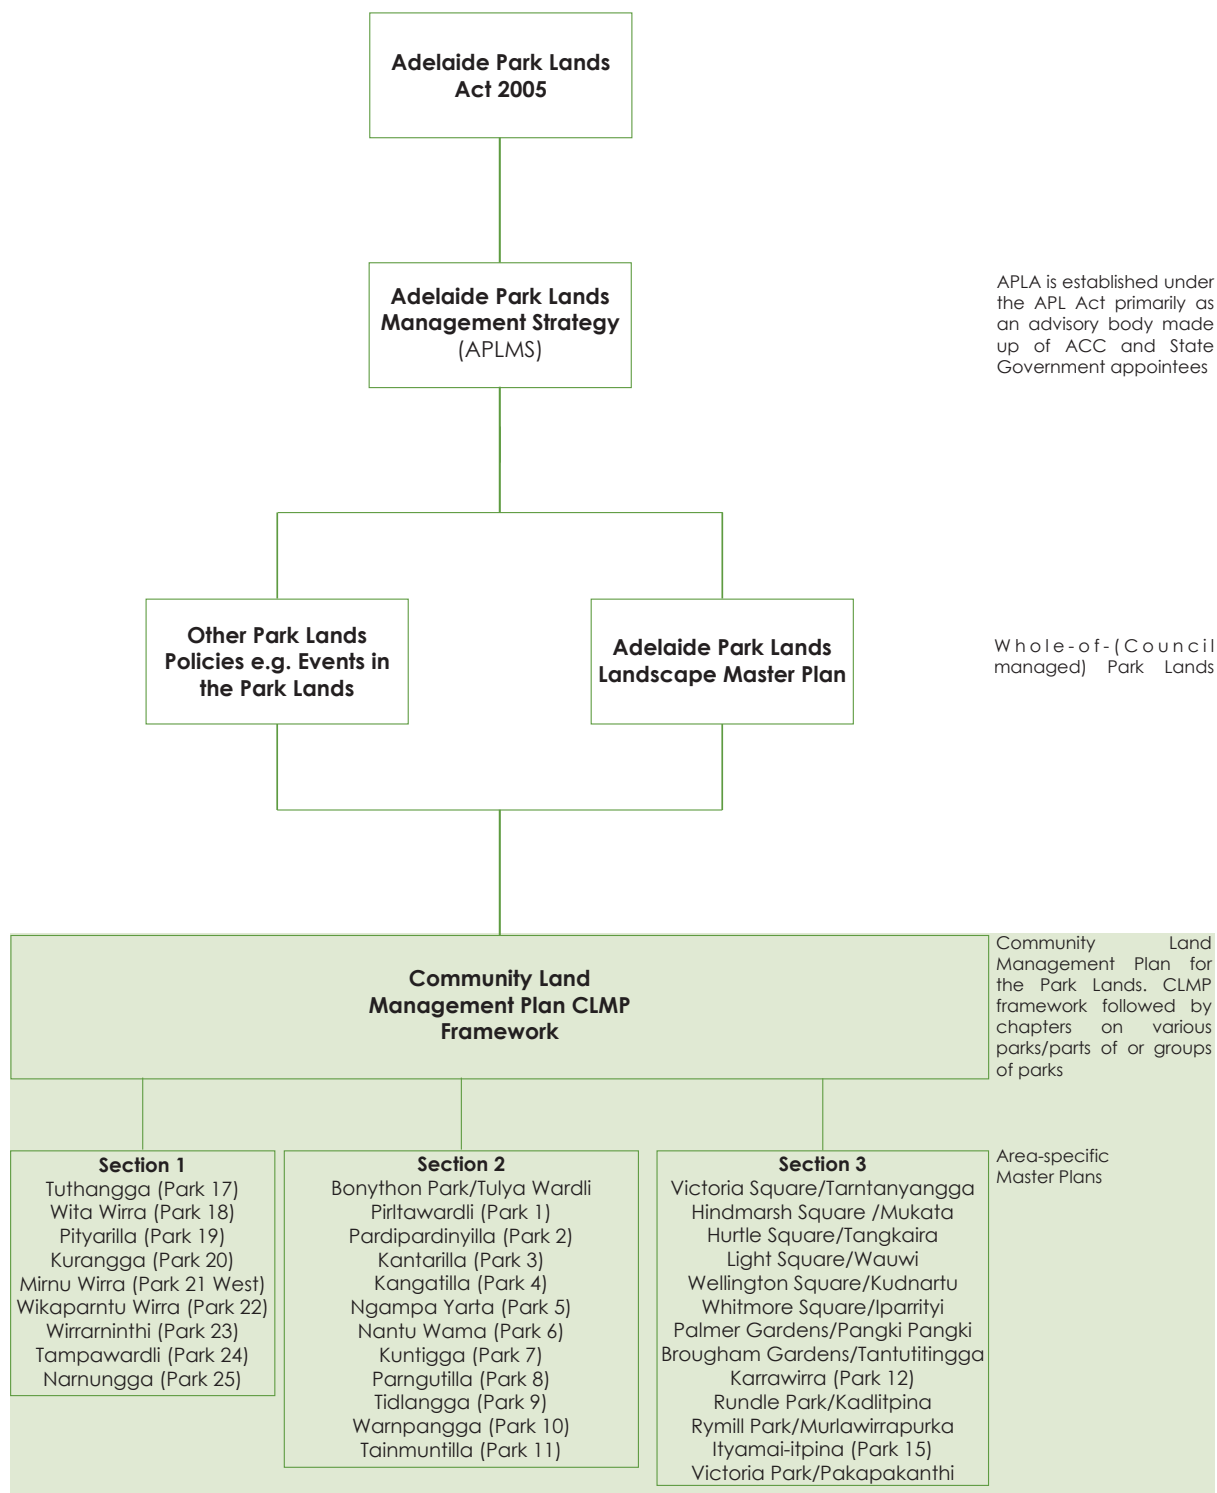 Adelaide Park Lands
Act 2005
Adelaide Park Lands
Management Strategy
(APLMS)
APLA is established under
the APL Act primarily as
an advisory body made
up of ACC and State
Government appointees
Other Park Lands
Policies e.g. Events in
the Park Lands
Adelaide Park Lands
Landscape Master Plan
Whole-of-(Council
managed) Park Lands
Community Land
Management Plan CLMP
Framework
Community Land
Management Plan for
the Park Lands. CLMP
framework followed by
chapters on various
parks/parts of or groups
of parks
Section 1
Tuthangga (Park 17)
Wita Wirra (Park 18)
Pityarilla (Park 19)
Kurangga (Park 20)
Mirnu Wirra (Park 21 West)
Wikaparntu Wirra (Park 22)
Wirrarninthi (Park 23)
Tampawardli (Park 24)
Narnungga (Park 25)
Section 2
Bonython Park/Tulya Wardli
Pirltawardli (Park 1)
Pardipardinyilla (Park 2)
Kantarilla (Park 3)
Kangatilla (Park 4)
Ngampa Yarta (Park 5)
Nantu Wama (Park 6)
Kuntigga (Park 7)
Parngutilla (Park 8)
Tidlangga (Park 9)
Warnpangga (Park 10)
Tainmuntilla (Park 11)
Section 3
Victoria Square/Tarntanyangga
Hindmarsh Square /Mukata
Hurtle Square/Tangkaira
Light Square/Wauwi
Wellington Square/Kudnartu
Whitmore Square/Iparrityi
Palmer Gardens/Pangki Pangki
Brougham Gardens/Tantutitingga
Karrawirra (Park 12)
Rundle Park/Kadlitpina
Rymill Park/Murlawirrapurka
Ityamai-itpina (Park 15)
Victoria Park/Pakapakanthi
Area-specific
Master Plans